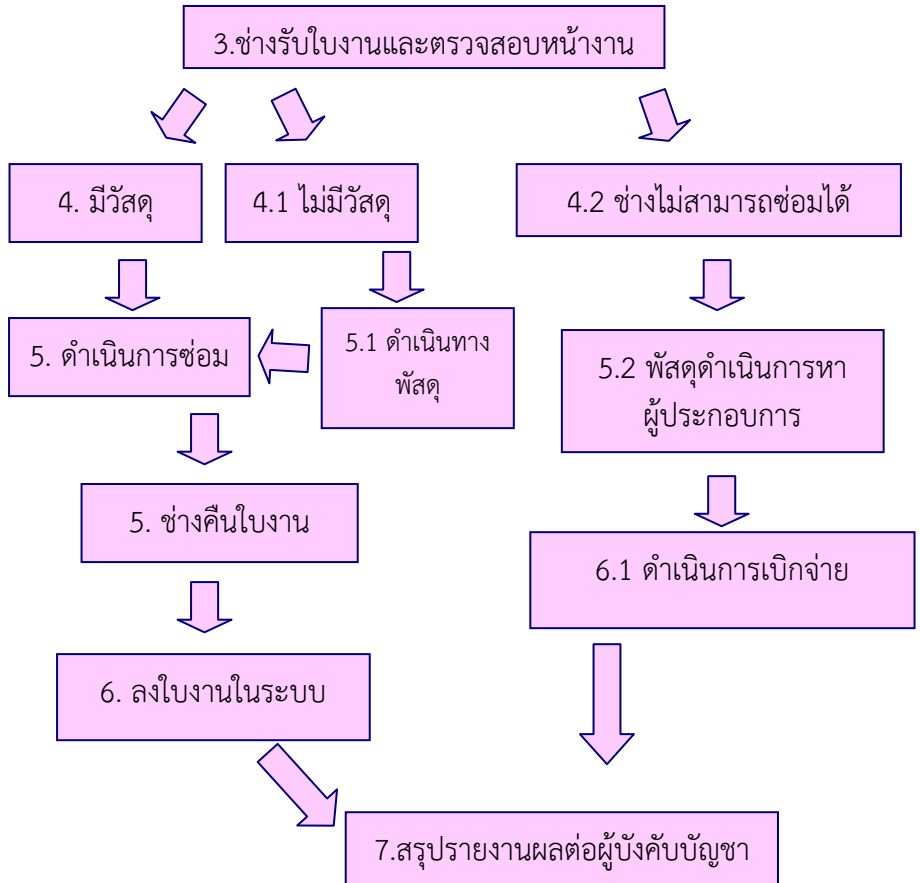 3.ช่างรับใบงานและตรวจสอบหน้างาน
4. มีวัสดุ
4.1 ไม่มีวัสดุ
4.2 ช่างไม่สามารถซ่อมได้
5. ดำเนินการซ่อม
5.1 ดำเนินทาง
พัสดุ
5.2 พัสดุดำเนินการหา
ผู้ประกอบการ
5. ช่างคืนใบงาน
6.1 ดำเนินการเบิกจ่าย
6. ลงใบงานในระบบ
7.สรุปรายงานผลต่อผู้บังคับบัญชา